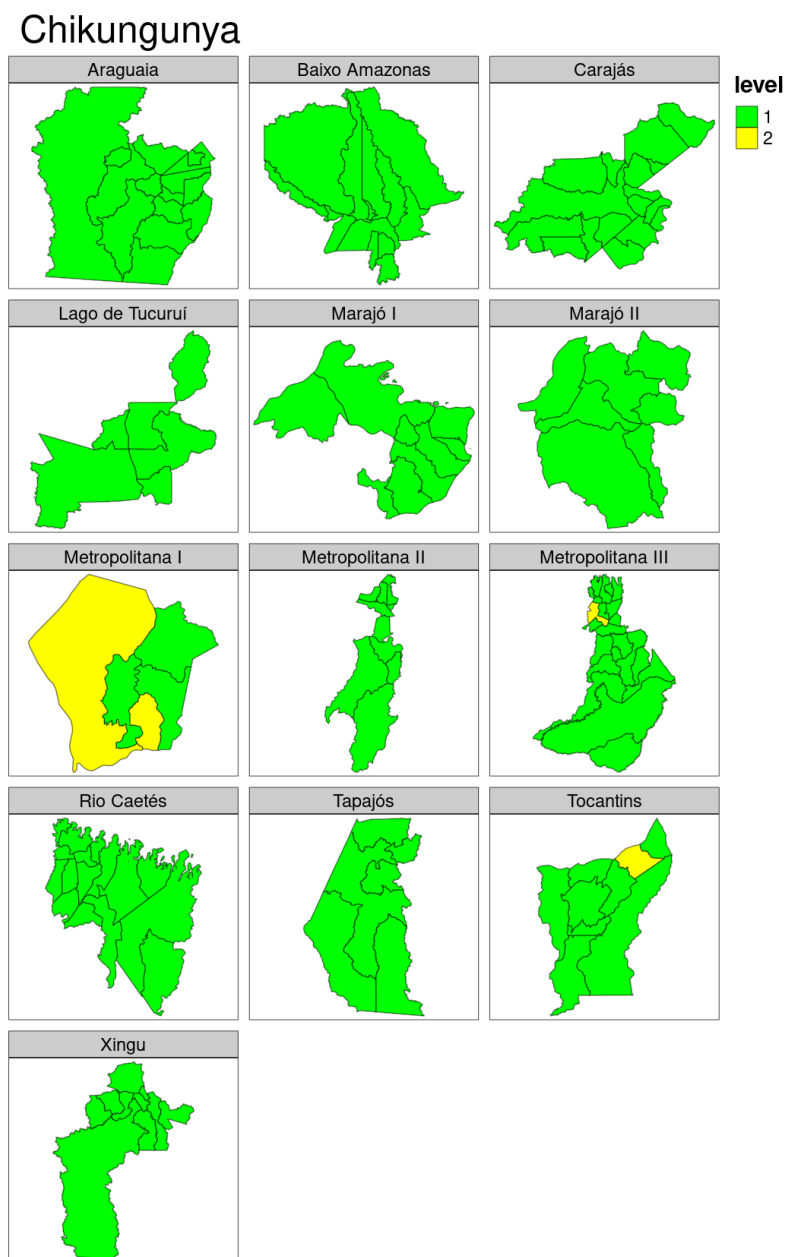 Chikungunya
Araguaia
Baixo Amazonas
Carajás
level
1
2
Lago de Tucuruí
Marajó I
Marajó II
Metropolitana I
Metropolitana II
Metropolitana III
Rio Caetés
Tapajós
Tocantins
Xingu